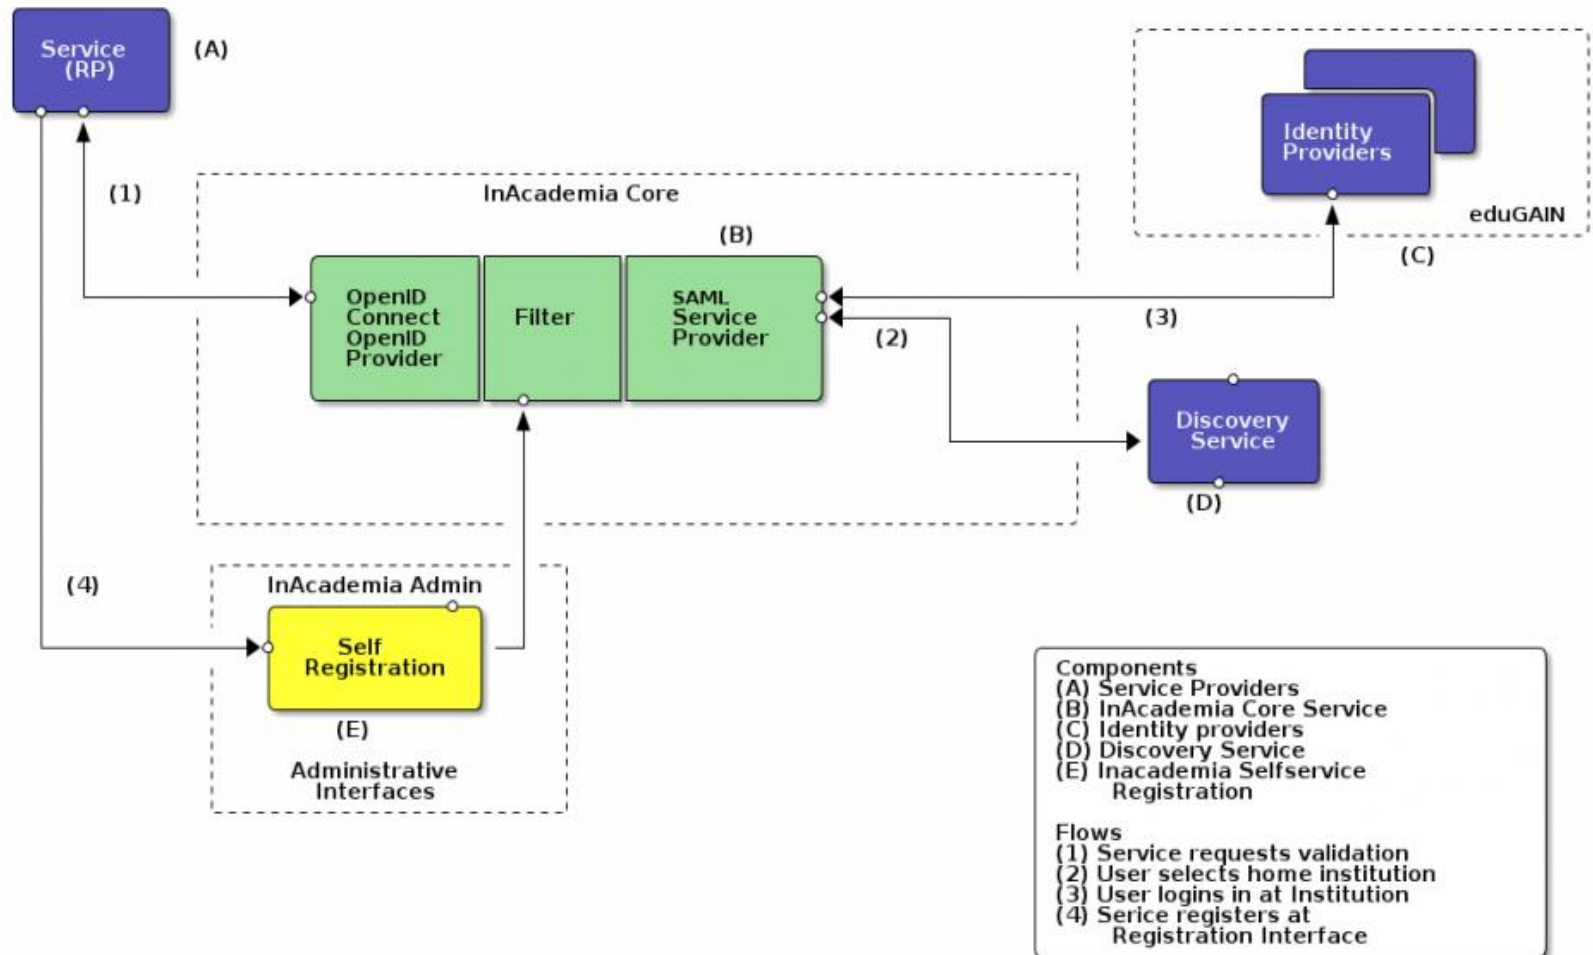 Service
(RP)
(A)
(1)
InAcademia Core
(B)
OpenID
Connect
OpenID
Provider
Filter
SAML
Service
Provider
Identity
Providers
eduGAIN
(C)
(3)
(2)
Discovery
Service
(D)
(4)
InAcademia Admin
Self
Registration
(E)
Administrative
Interfaces
Components
(A) Service Providers
(B) InAcademia Core Service
(C) Identity providers
(D) Discovery Service
(E) Inacademia Selfservice
Registration
Flows
(1) Service requests validation
(2) User selects home institution
(3) User logins in at Institution
(4) Serice registers at
Registration Interface